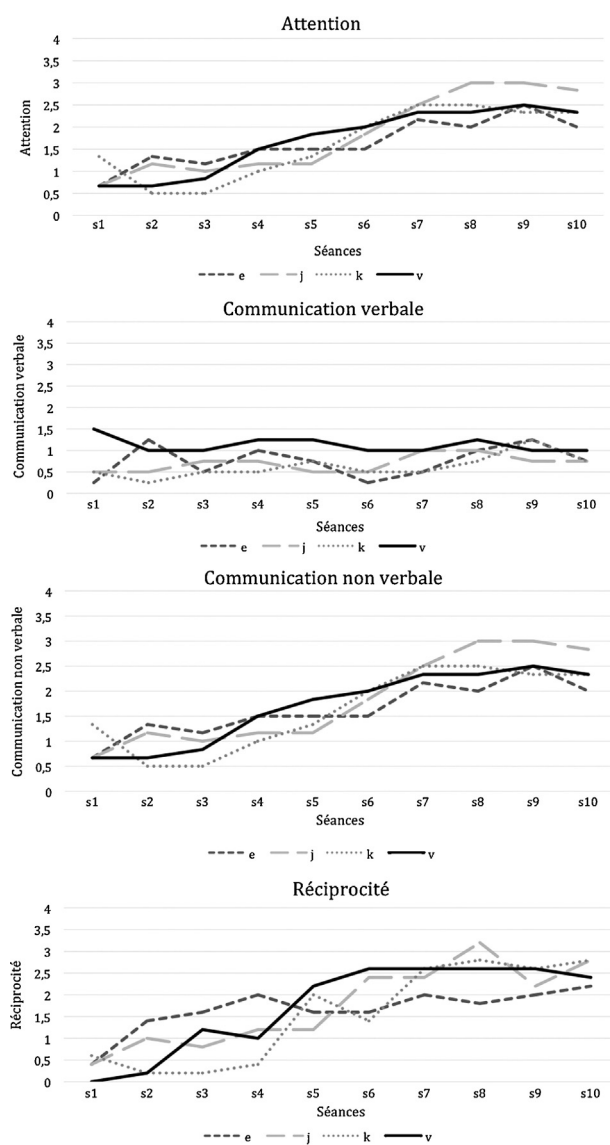 Attention
4
3,5
3
2,5
2
1,5
1
0,5
0
Attention
s1 s2 s3 s4 s5 s6 s7 s8 s9 s10
Séances
e j k v
Communication verbale
4
3,5
3
2,5
2
1,5
1
0,5
0
Communication verbale
s1 s2 s3 s4 s5 s6 s7 s8 s9 s10
Séances
e j k v
Communication non verbale
4
3,5
3
2,5
2
1,5
1
0,5
0
Communication non verbale
s1 s2 s3 s4 s5 s6 s7 s8 s9 s10
Séances
e j k v
Réciprocité
4
3,5
3
2,5
2
1,5
1
0,5
0
Réciprocité
s1 s2 s3 s4 s5 s6 s7 s8 s9 s10
Séances
e j k v